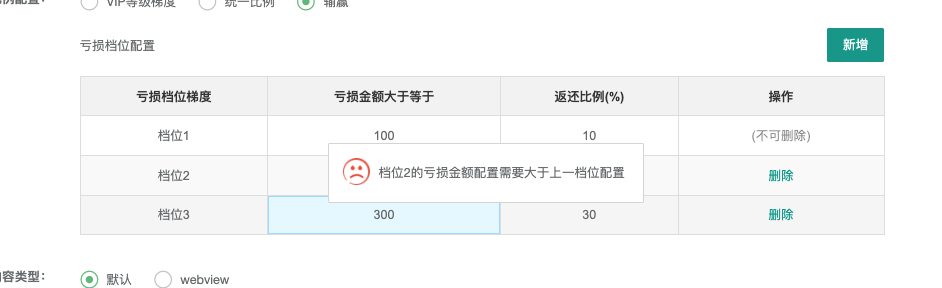 VIP等级梯度 统一比例 输赢
亏损档位配置 新增
亏损档位梯度 亏损金额大于等于 返还比例(%) 操作
档位1 100 10 (不可删除)
档位2的亏损金额配置需要大于上一档位配置
档位2 删除
档位3 300 30 删除
容类型: 默认 webview